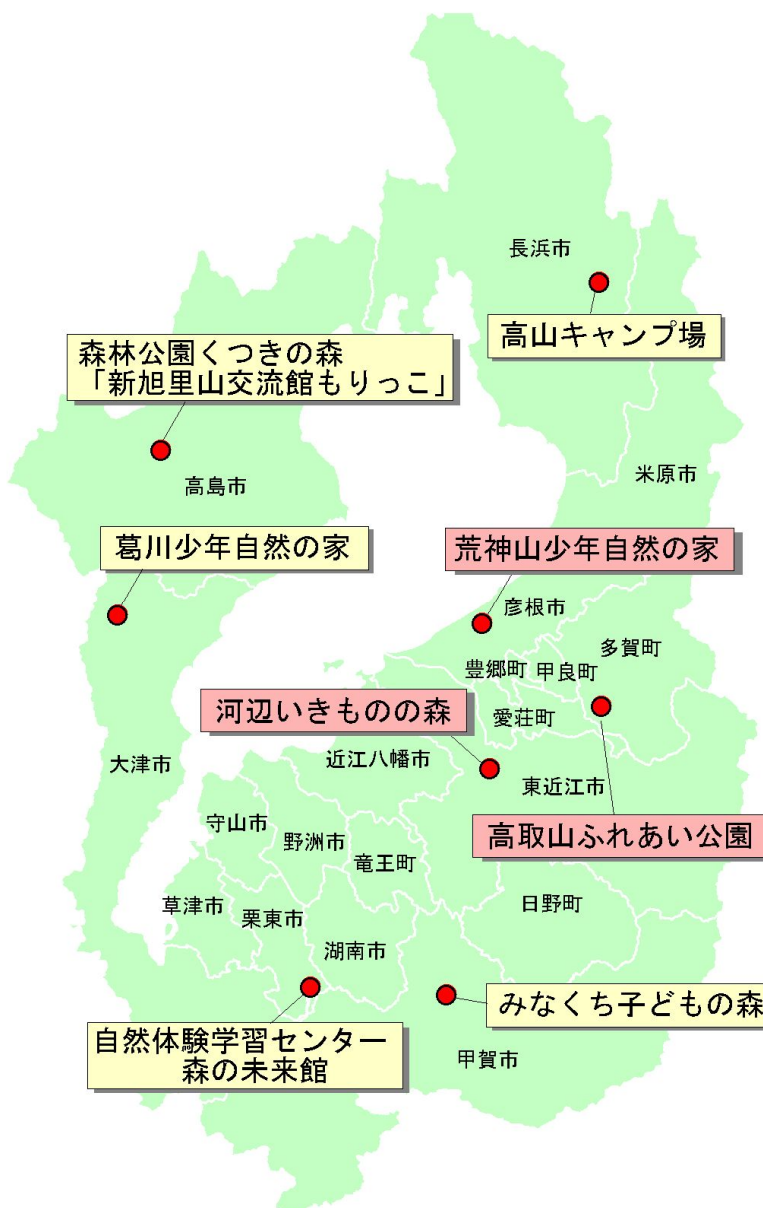 長浜市
高山キャンプ場
森林公園くつきの森
「新旭里山交流館もりっこ」
米原市
高島市
葛川少年自然の家
荒神山少年自然の家
彦根市
多賀町
豊郷町
甲良町
河辺いきものの森
愛荘町
近江八幡市
大津市
東近江市
守山市
野洲市
竜王町
高取山ふれあい公園
草津市
栗東市
日野町
湖南市
みなくち子どもの森
自然体験学習センター
森の未来館
甲賀市